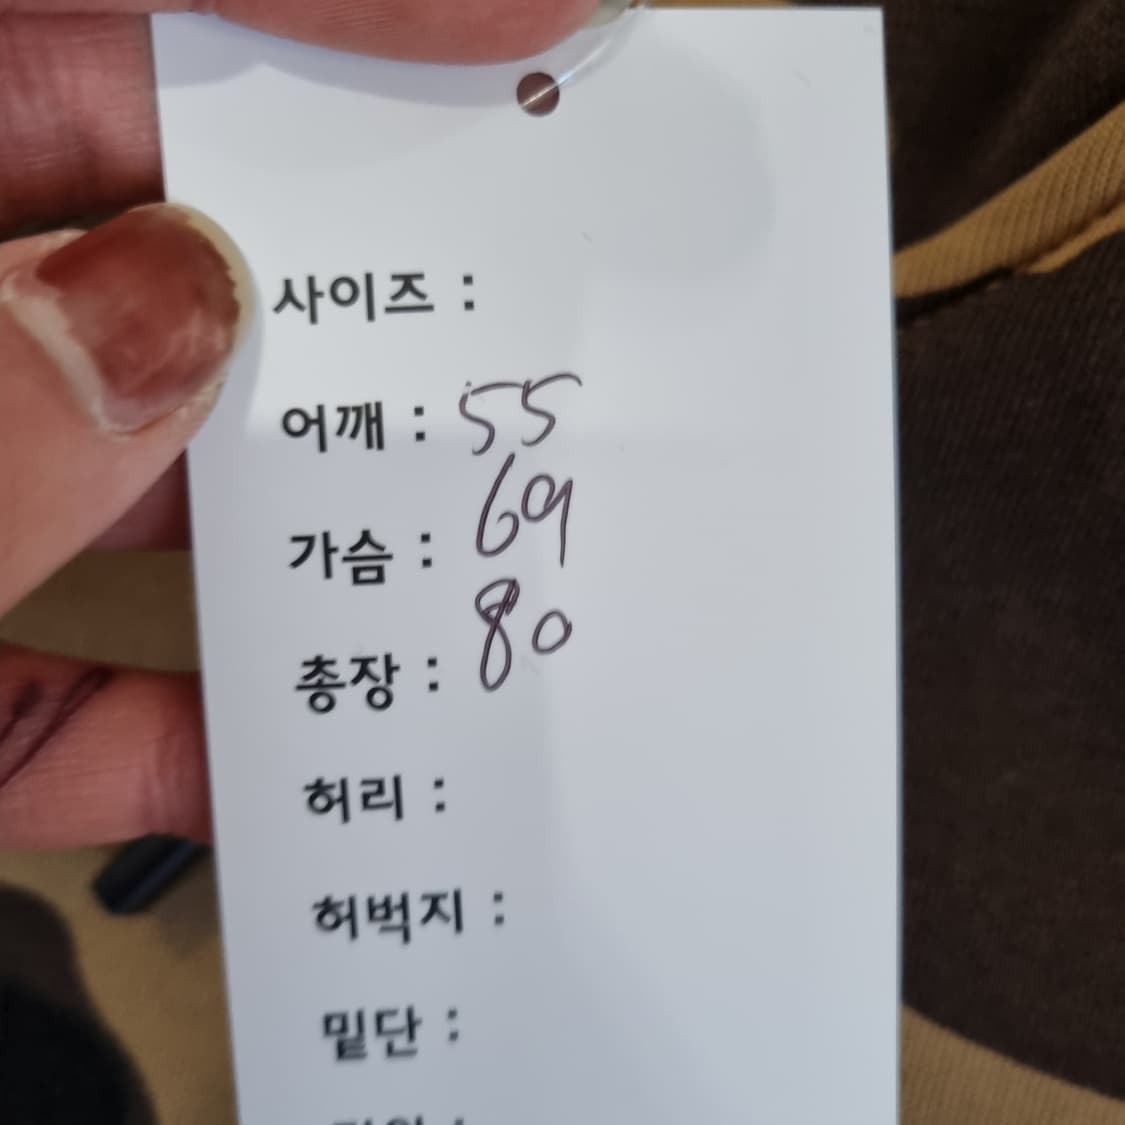 사이즈 :
어깨 : 55
가슴 : 69
총장 : 80
허리 :
허벅지 :
밑단 :